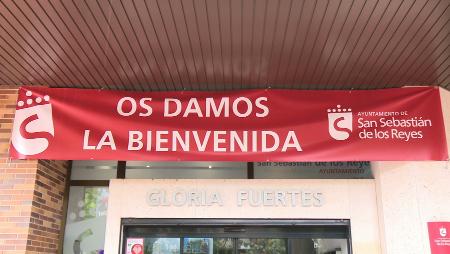 OS DAMOS
LA BIENVENIDA
AYUNTAMIENTO DE
San Sebastián
de los Reyes
San Sebastián de los Reyes
AYUNTAMIENTO
GLORIA FUERTES